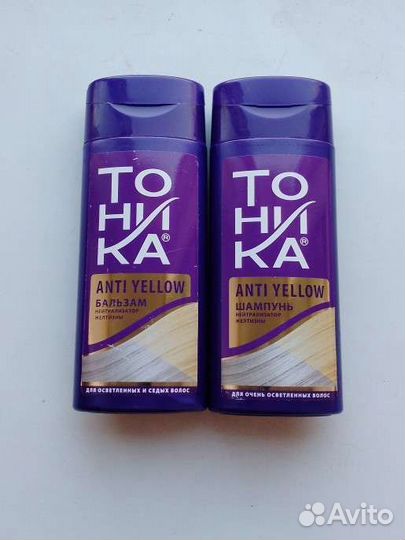 ТО
НИ
КА®
ANTI YELLOW
БАЛЬЗАМ
НЕЙТРАЛИЗАТОР
ЖЕЛТИЗНЫ
ДЛЯ ОСВЕТЛЕННЫХ И СЕДЫХ ВОЛОС
ТО
НИ
КА®
ANTI YELLOW
ШАМПУНЬ
НЕЙТРАЛИЗАТОР
ЖЕЛТИЗНЫ
ДЛЯ ОЧЕНЬ ОСВЕТЛЕННЫХ ВОЛОС
Avito